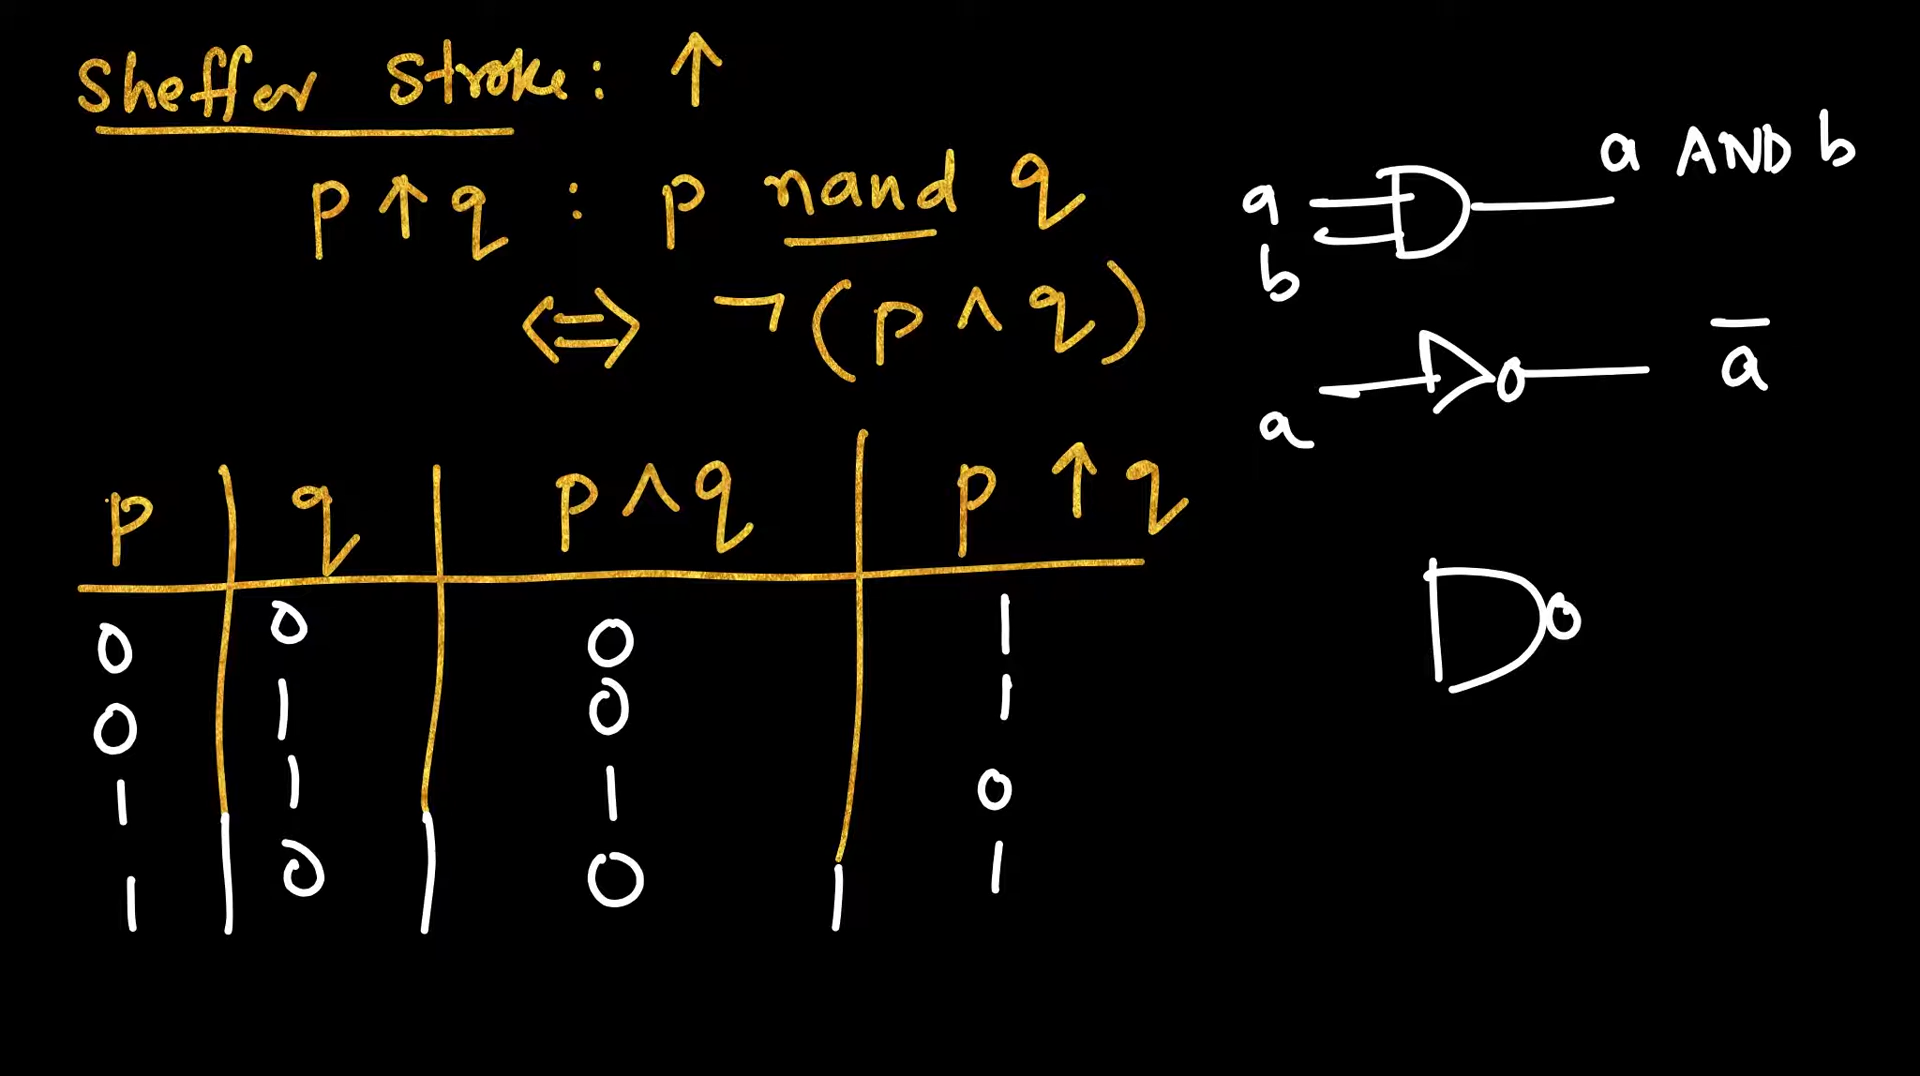 Sheffer Stroke: ↑
p ↑ q : p nand q
⇔ ¬(p ∧ q)
p q p ∧ q p ↑ q
0 0 0 1
0 1 0 1
1 1 1 0
1 0 0 1
a AND b
a
b
a̅
a